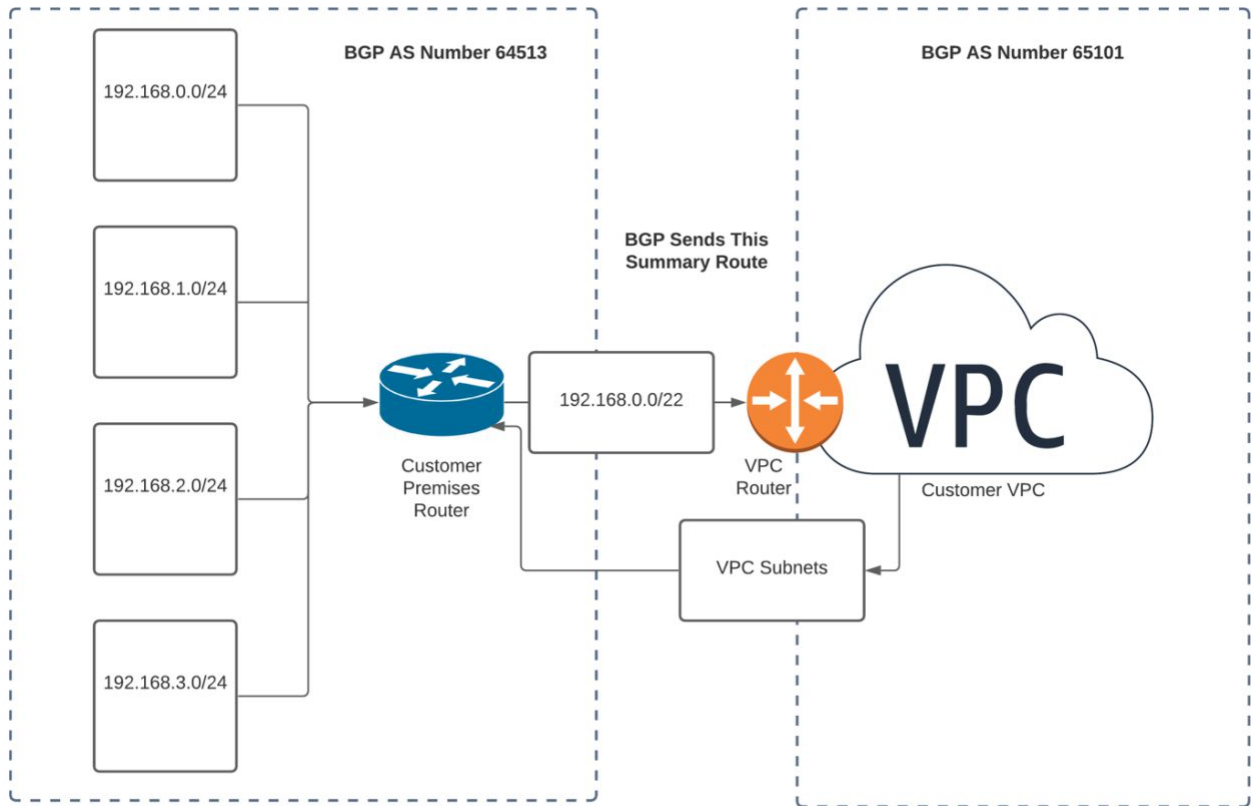 BGP AS Number 64513
BGP AS Number 65101
192.168.0.0/24
192.168.1.0/24
192.168.2.0/24
192.168.3.0/24
BGP Sends This
Summary Route
192.168.0.0/22
Customer
Premises
Router
VPC
Router
VPC
Customer VPC
VPC Subnets